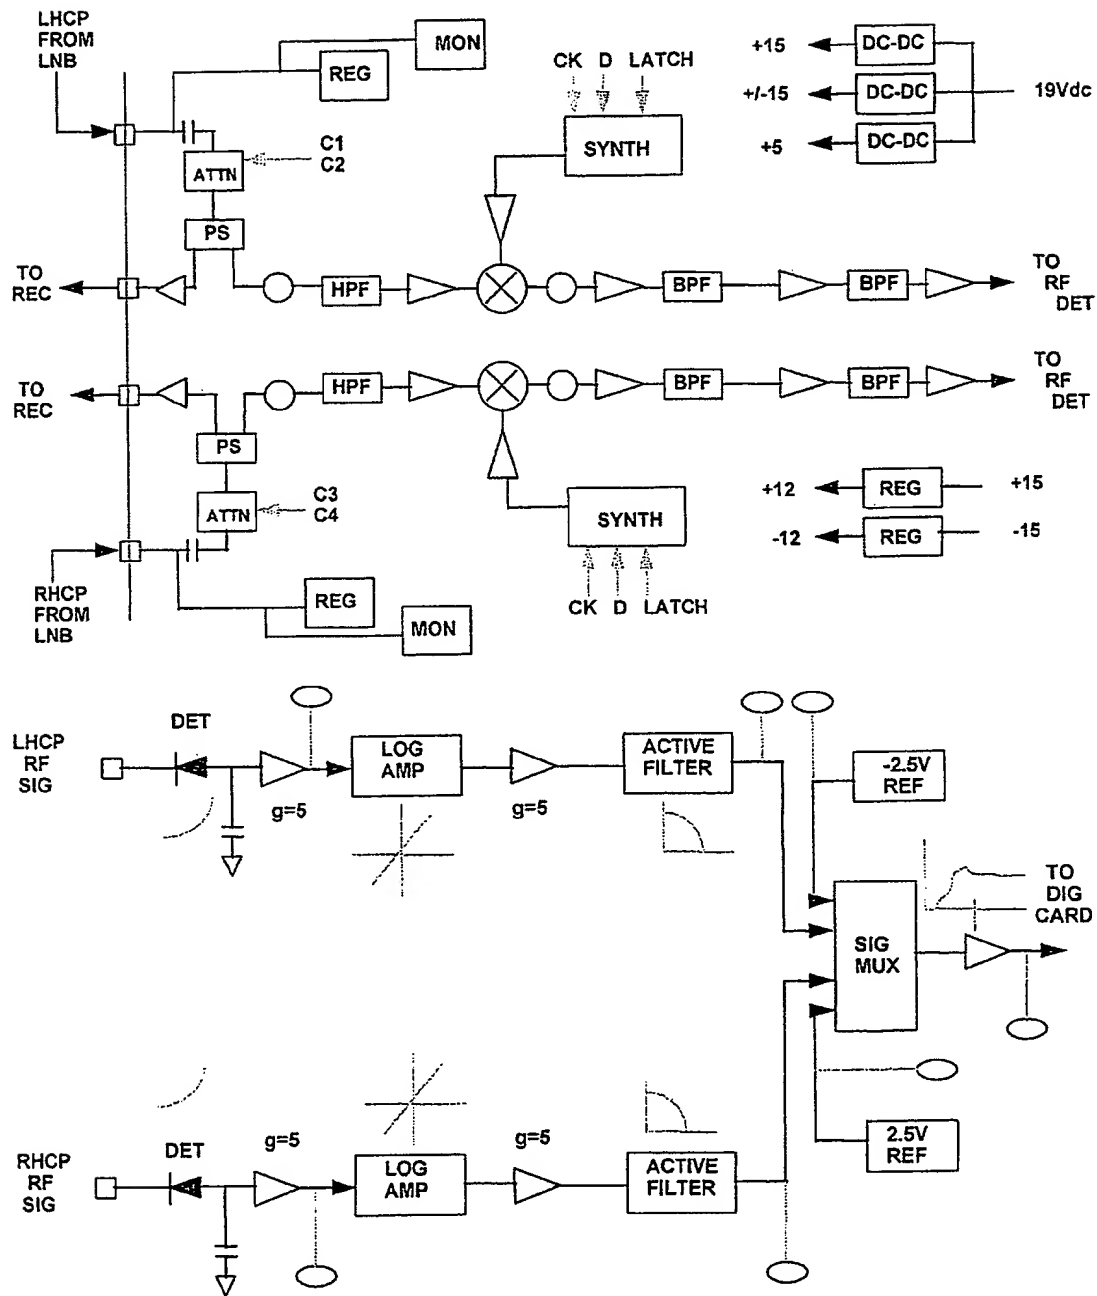 LHCP
FROM
LNB
MON
REG
CK D LATCH
SYNTH
+15
DC-DC
+/-15
DC-DC
19Vdc
+5
DC-DC
C1
C2
ATTN
PS
TO
REC
HPF
BPF
BPF
TO
RF
DET
TO
REC
HPF
BPF
BPF
TO
RF
DET
PS
ATTN
C3
C4
SYNTH
CK D LATCH
+12
REG
+15
-12
REG
-15
RHCP
FROM
LNB
REG
MON
LHCP
RF
SIG
DET
g=5
LOG
AMP
g=5
ACTIVE
FILTER
-2.5V
REF
SIG
MUX
TO
DIG
CARD
2.5V
REF
RHCP
RF
SIG
DET
g=5
LOG
AMP
g=5
ACTIVE
FILTER